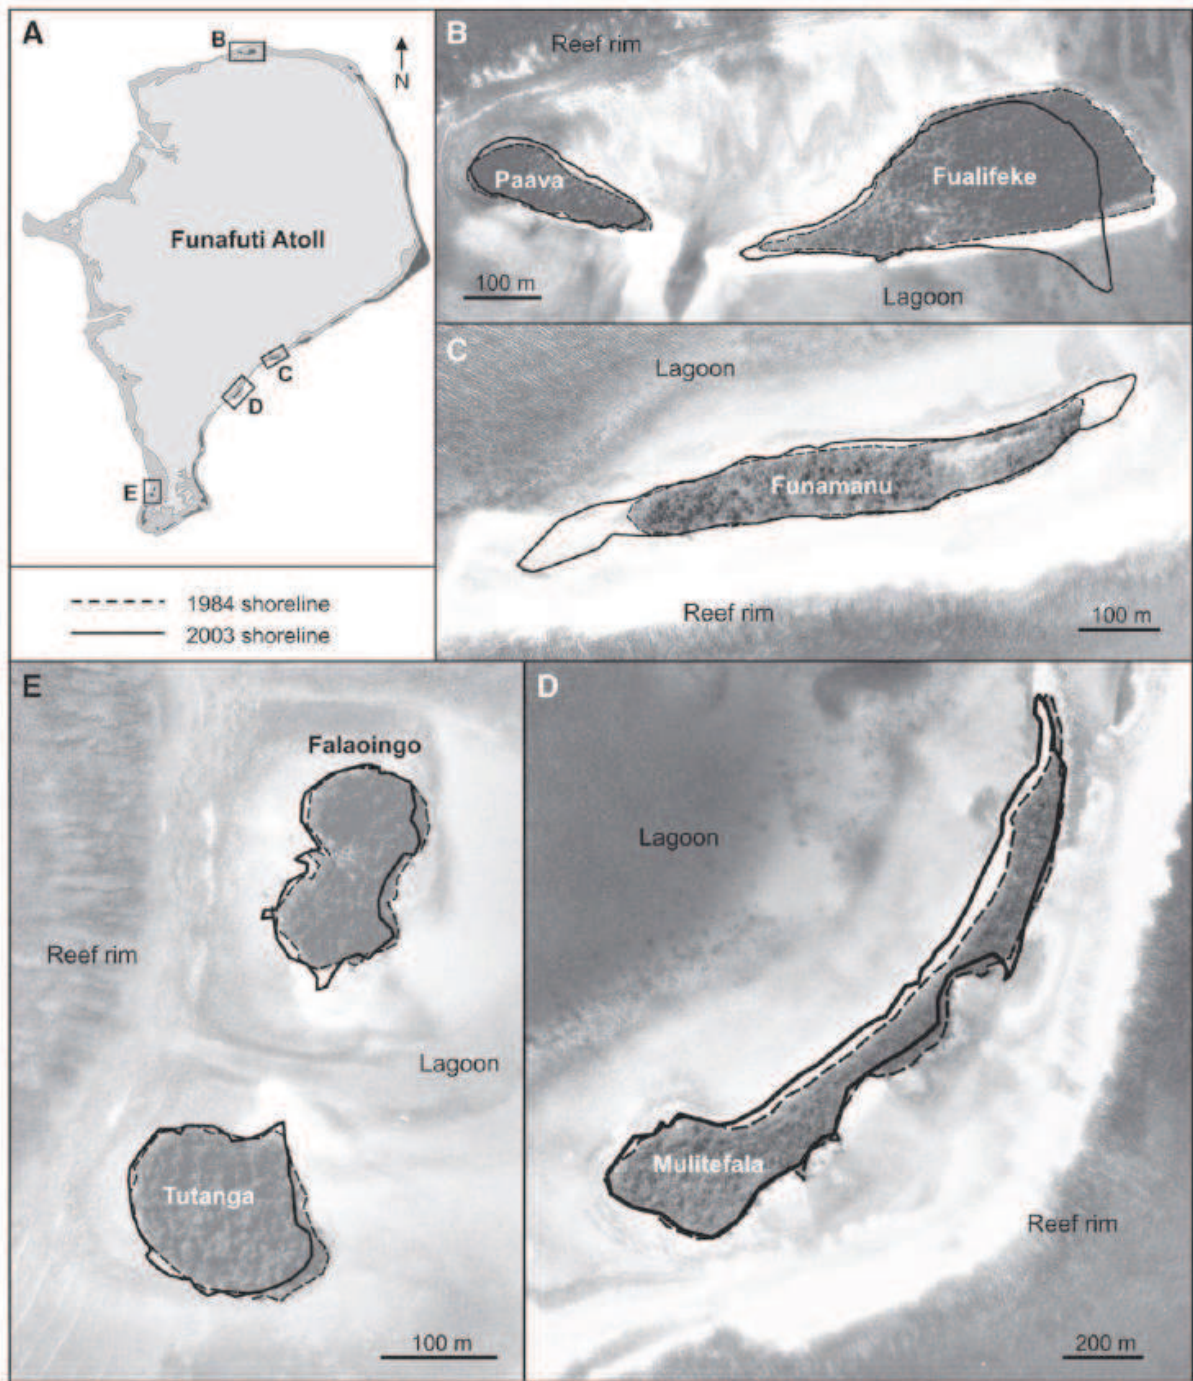 A
B
N
Funafuti Atoll
C
D
E
1984 shoreline
2003 shoreline
B
Reef rim
Paava
Fualifeke
100 m
Lagoon
C
Lagoon
Funamanu
Reef rim
100 m
E
Falaoingo
Reef rim
Lagoon
Tutanga
100 m
D
Lagoon
Mulitefala
Reef rim
200 m